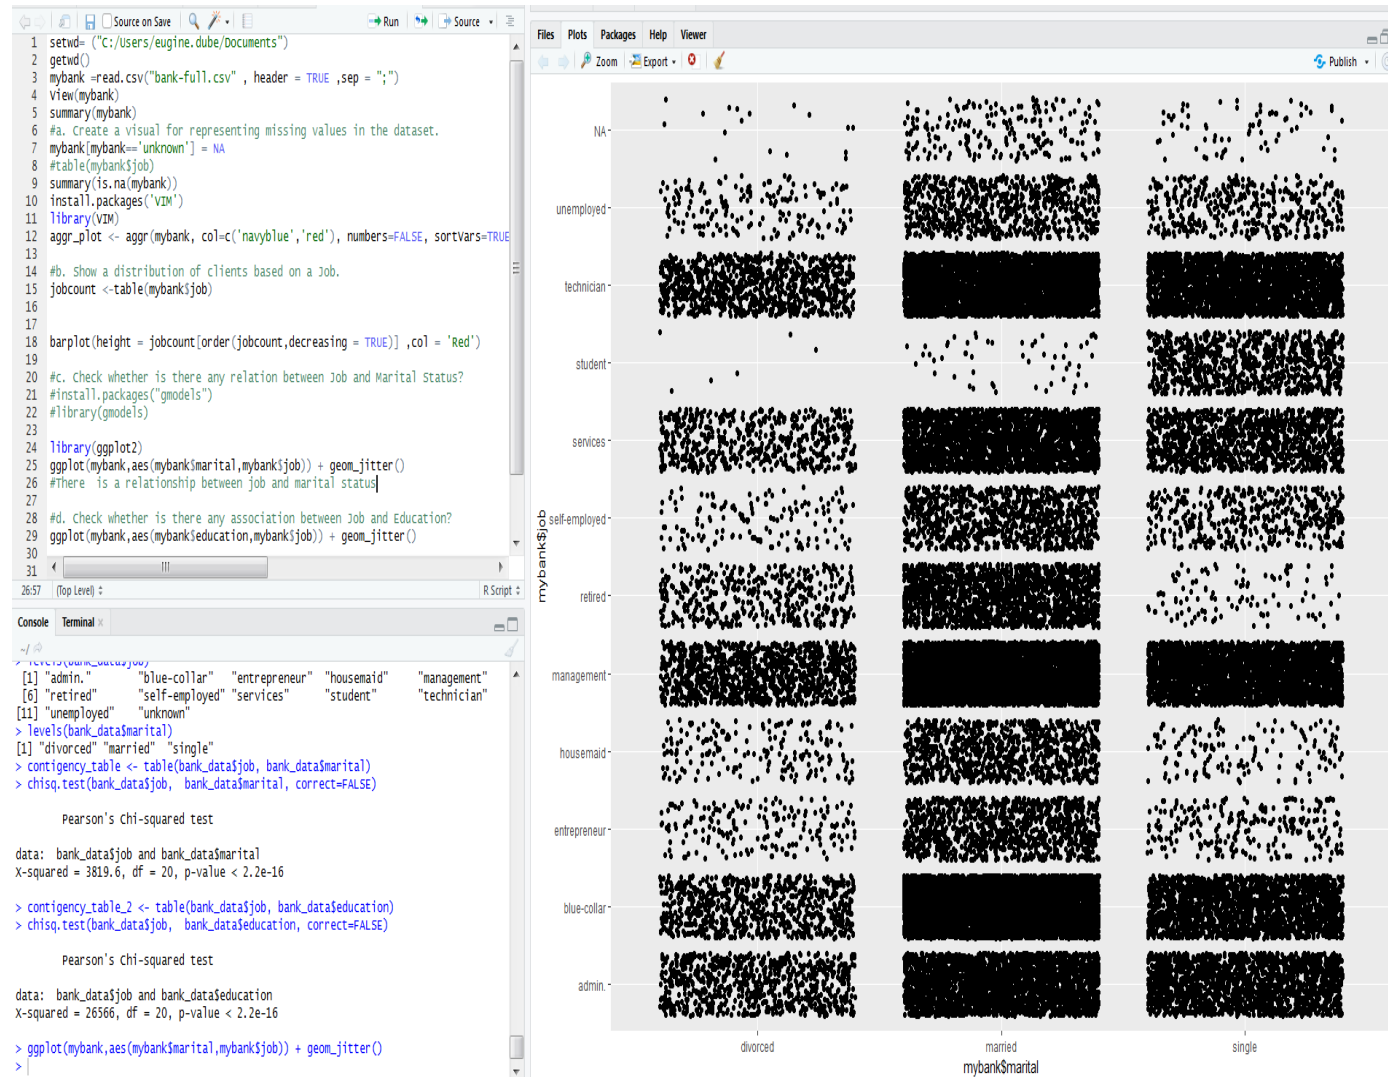 Source on Save
Run
Source
1 setwd= ("C:/Users/eugine.dube/Documents")
2 getwd()
3 mybank =read.csv("bank-full.csv" , header = TRUE ,sep = ";")
4 View(mybank)
5 summary(mybank)
6 #a. Create a visual for representing missing values in the dataset.
7 mybank[mybank=='unknown'] = NA
8 #table(mybank$job)
9 summary(is.na(mybank))
10 install.packages('VIM')
11 library(VIM)
12 aggr_plot <- aggr(mybank, col=c('navyblue','red'), numbers=FALSE, sortVars=TRUE
13
14 #b. Show a distribution of clients based on a Job.
15 jobcount <-table(mybank$job)
16
17
18 barplot(height = jobcount[order(jobcount,decreasing = TRUE)] ,col = 'Red')
19
20 #c. Check whether is there any relation between Job and Marital Status?
21 #install.packages("gmodels")
22 #library(gmodels)
23
24 library(ggplot2)
25 ggplot(mybank,aes(mybank$marital,mybank$job)) + geom_jitter()
26 #There  is a relationship between job and marital status
27
28 #d. Check whether is there any association between Job and Education?
29 ggplot(mybank,aes(mybank$education,mybank$job)) + geom_jitter()
30
31
26:57 (Top Level) R Script
Console Terminal
~/
> levels(bank_data$job)
[1] "admin." "blue-collar" "entrepreneur" "housemaid" "management"
[6] "retired" "self-employed" "services" "student" "technician"
[11] "unemployed" "unknown"
> levels(bank_data$marital)
[1] "divorced" "married" "single"
> contigency_table <- table(bank_data$job, bank_data$marital)
> chisq.test(bank_data$job,  bank_data$marital, correct=FALSE)
Pearson's Chi-squared test
data:  bank_data$job and bank_data$marital
X-squared = 3819.6, df = 20, p-value < 2.2e-16
> contigency_table_2 <- table(bank_data$job, bank_data$education)
> chisq.test(bank_data$job,  bank_data$education, correct=FALSE)
Pearson's Chi-squared test
data:  bank_data$job and bank_data$education
X-squared = 26566, df = 20, p-value < 2.2e-16
> ggplot(mybank,aes(mybank$marital,mybank$job)) + geom_jitter()
>
Files Plots Packages Help Viewer
Zoom Export Publish
NA
unemployed
technician
student
services
self-employed
retired
management
housemaid
entrepreneur
blue-collar
admin.
mybank$job
divorced married single
mybank$marital